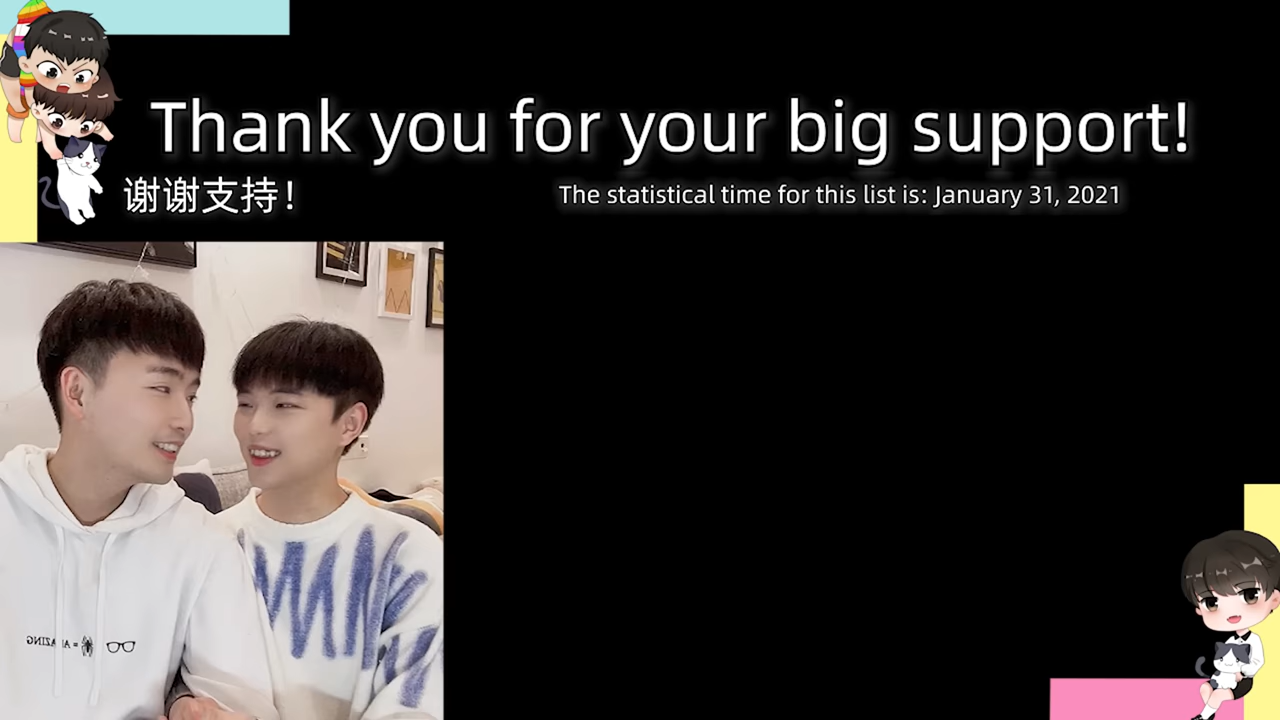 Thank you for your big support!
谢谢支持！
The statistical time for this list is: January 31, 2021
AMAZING